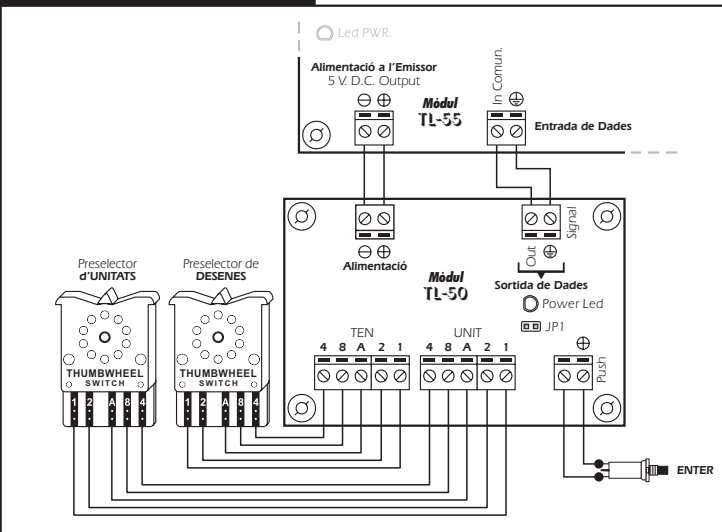 Led PWR.
Alimentació a l'Emissor
5 V. D.C. Output
Mòdul
TL-55
In Comun.
Entrada de Dades
Alimentació
Mòdul
TL-50
Out
Signal
Sortida de Dades
Power Led
JP1
Preselector
d'UNITATS
Preselector de
DESENES
THUMBWHEEL
SWITCH
1 2 A 8 4
THUMBWHEEL
SWITCH
1 2 A 8 4
TEN
4 8 A 2 1
UNIT
4 8 A 2 1
Push
ENTER